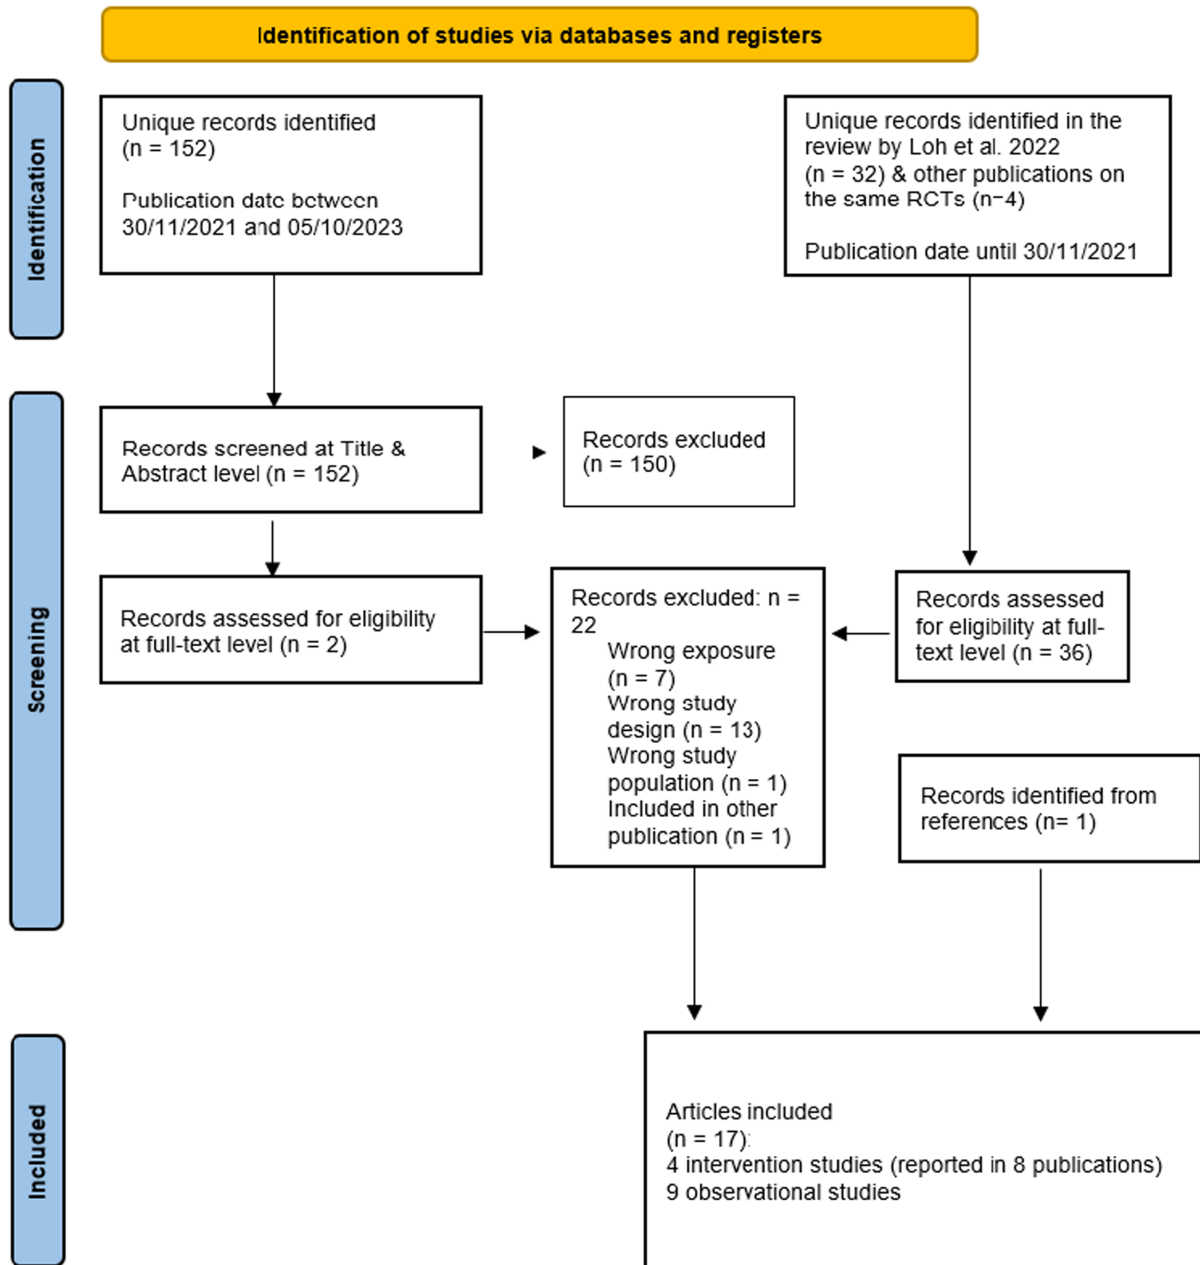 Identification of studies via databases and registers
Identification
Unique records identified
(n = 152)
Publication date between
30/11/2021 and 05/10/2023
Unique records identified in the
review by Loh et al. 2022
(n = 32) & other publications on
the same RCTs (n=4)
Publication date until 30/11/2021
Screening
Records screened at Title &
Abstract level (n = 152)
Records excluded
(n = 150)
Records assessed for eligibility
at full-text level (n = 2)
Records excluded: n =
22
Wrong exposure
(n = 7)
Wrong study
design (n = 13)
Wrong study
population (n = 1)
Included in other
publication (n = 1)
Records assessed
for eligibility at full-
text level (n = 36)
Records identified from
references (n= 1)
Included
Articles included
(n = 17):
4 intervention studies (reported in 8 publications)
9 observational studies